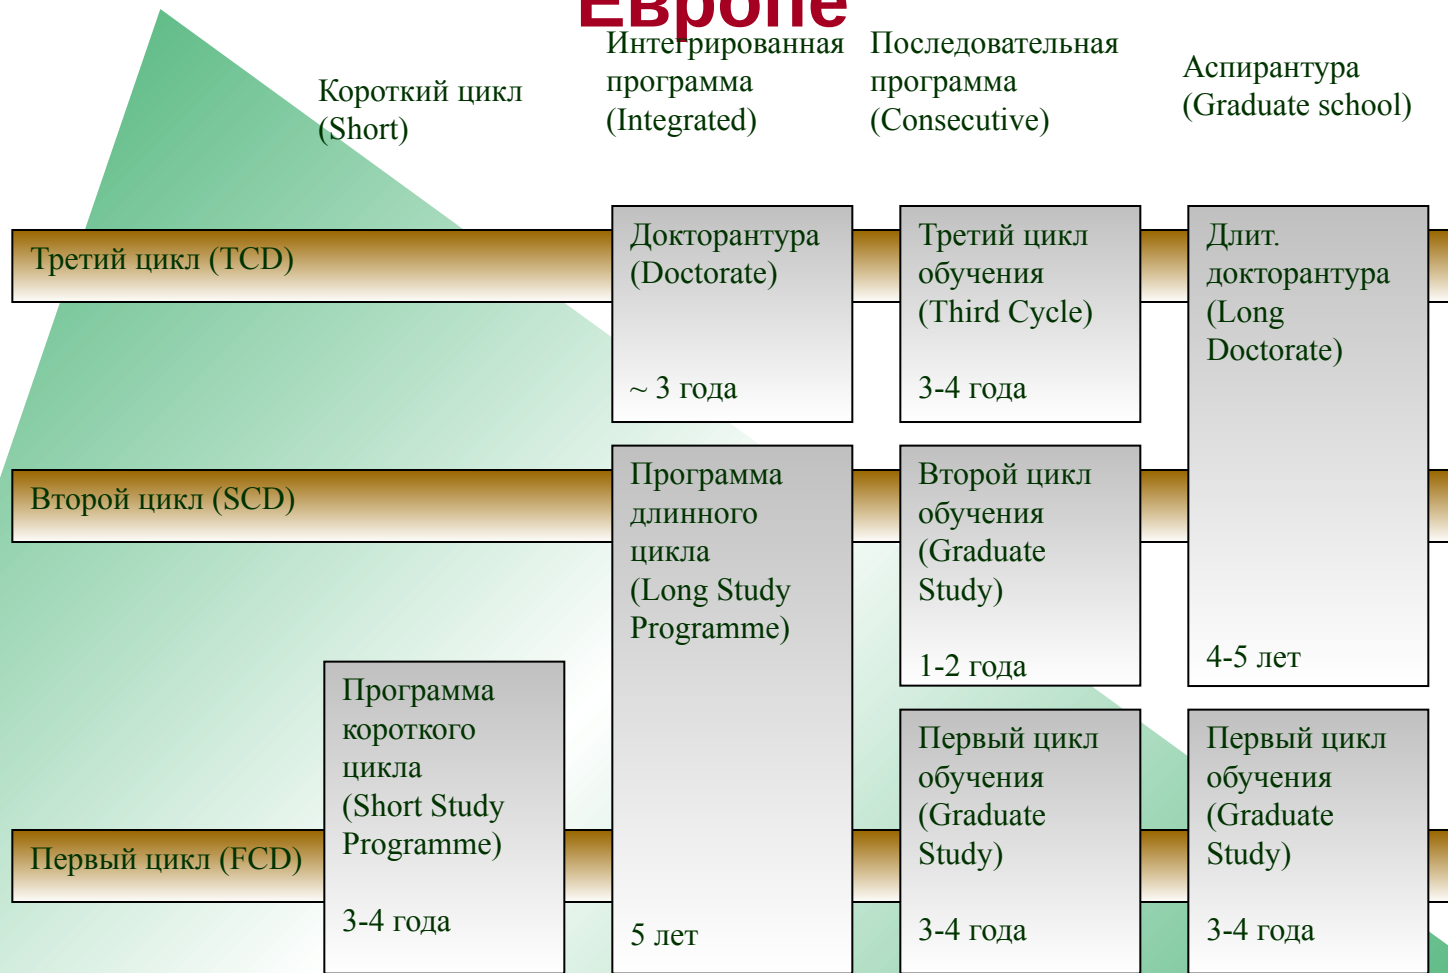 Европе
Короткий цикл
(Short)
Интегрированная
программа
(Integrated)
Последовательная
программа
(Consecutive)
Аспирантура
(Graduate school)
Третий цикл (TCD)
Докторантура
(Doctorate)
~ 3 года
Третий цикл
обучения
(Third Cycle)
3-4 года
Длит.
докторантура
(Long
Doctorate)
4-5 лет
Второй цикл (SCD)
Программа
длинного
цикла
(Long Study
Programme)
5 лет
Второй цикл
обучения
(Graduate
Study)
1-2 года
Первый цикл (FCD)
Программа
короткого
цикла
(Short Study
Programme)
3-4 года
Первый цикл
обучения
(Graduate
Study)
3-4 года
Первый цикл
обучения
(Graduate
Study)
3-4 года